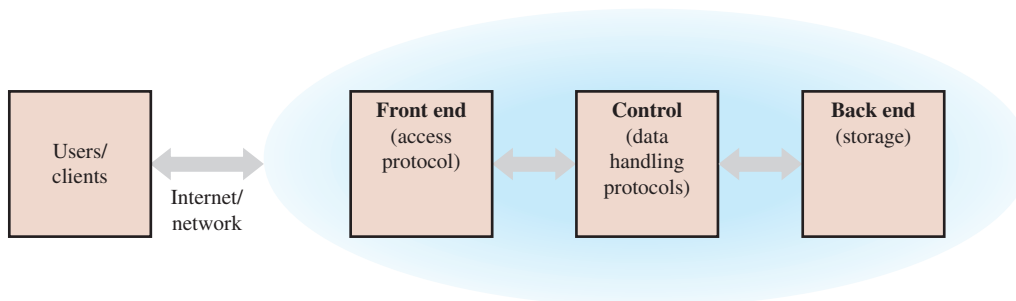 Users/
clients
Internet/
network
Front end
(access
protocol)
Control
(data
handling
protocols)
Back end
(storage)